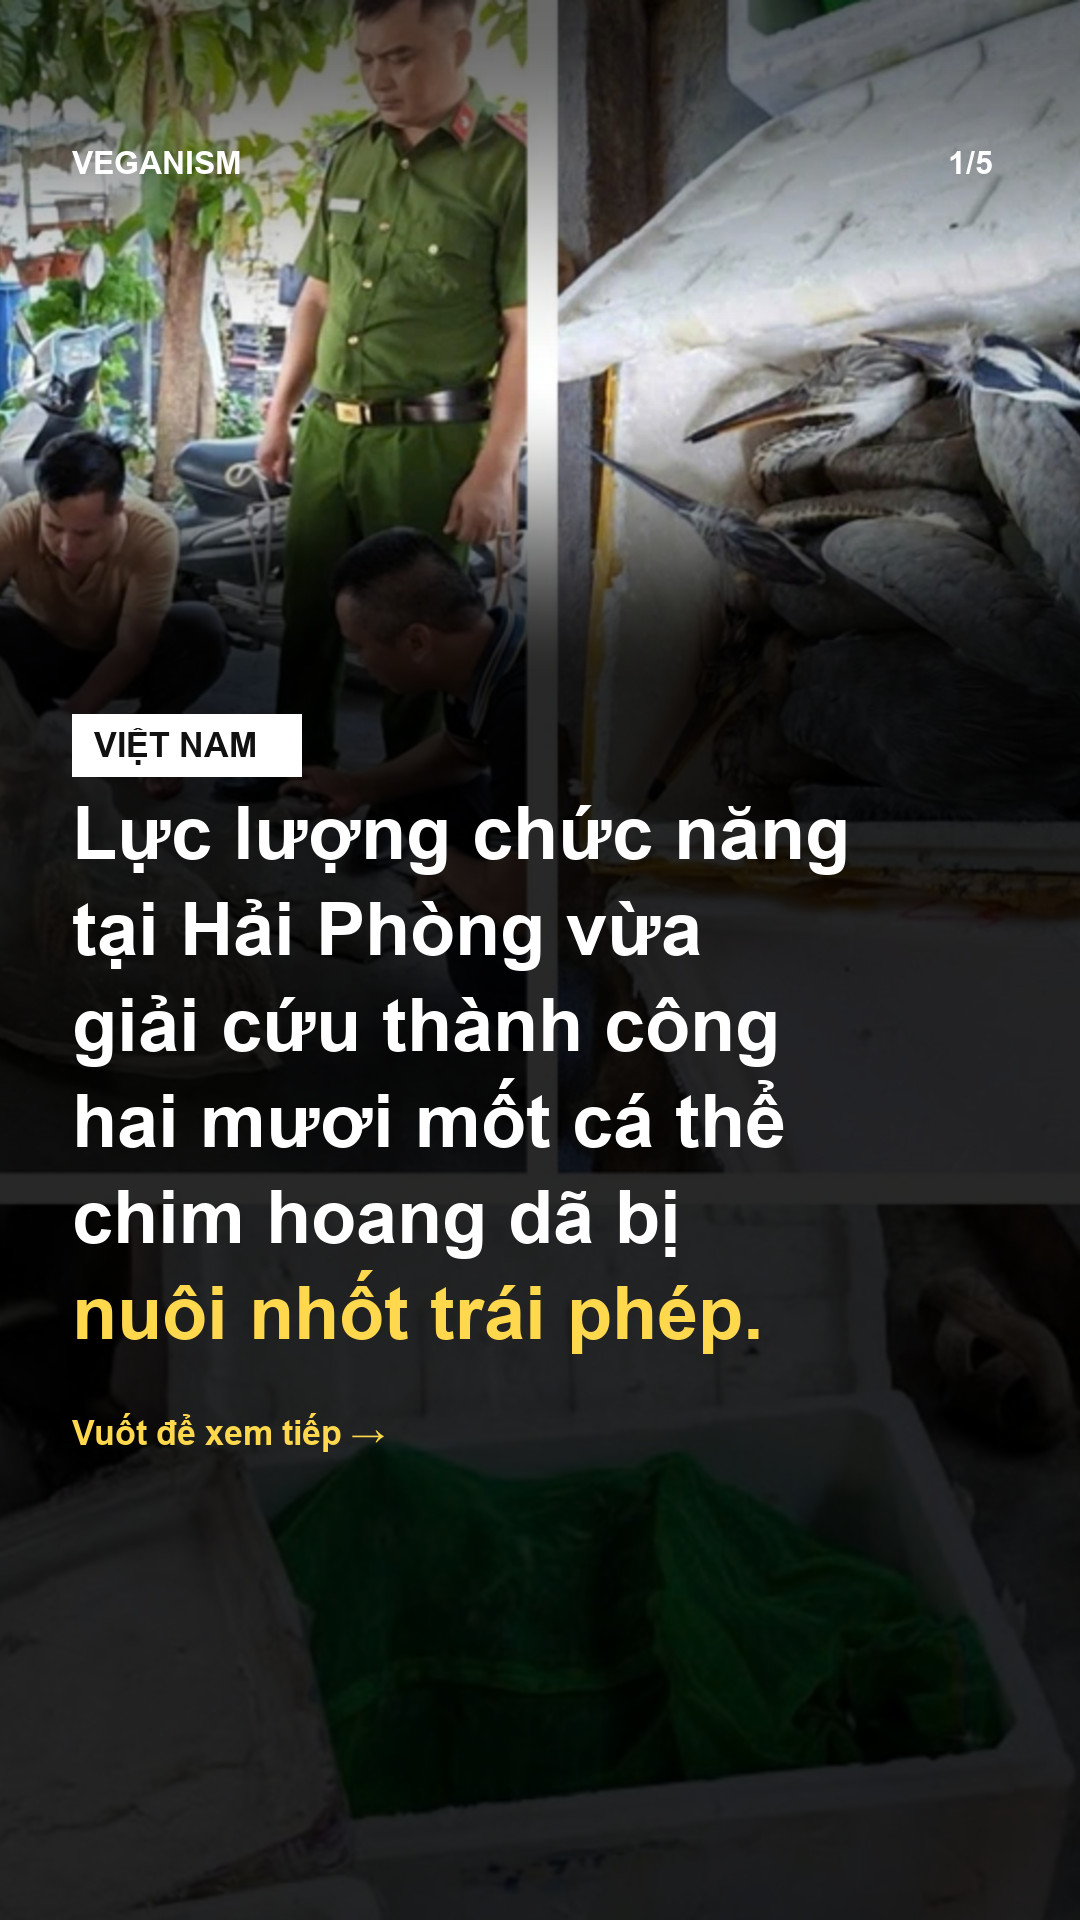 VEGANISM
1/5
VIỆT NAM
Lực lượng chức năng
tại Hải Phòng vừa
giải cứu thành công
hai mươi mốt cá thể
chim hoang dã bị
nuôi nhốt trái phép.
Vuốt để xem tiếp →